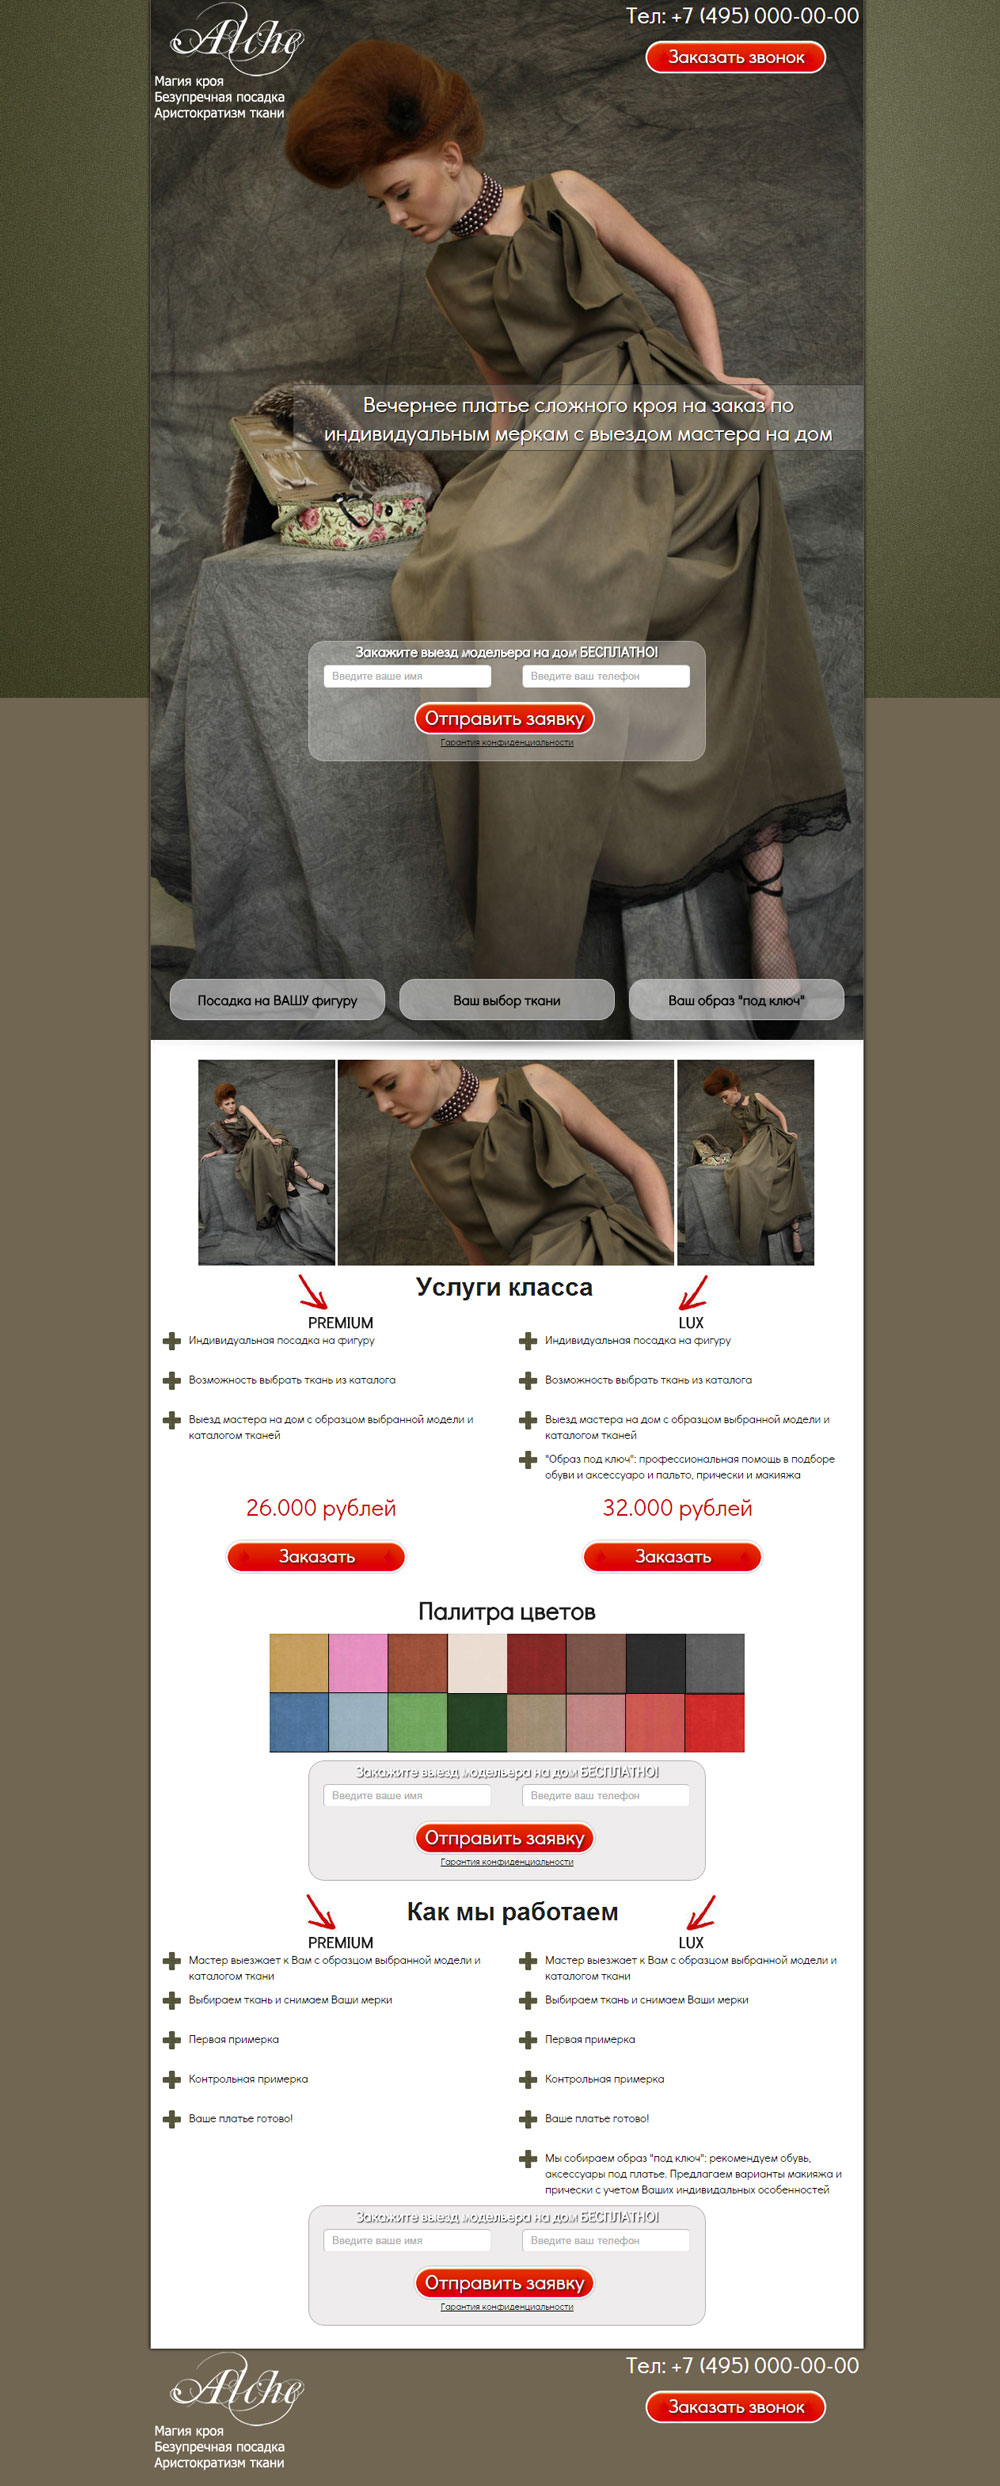 Alche
Тел: +7 (495) 000-00-00
Заказать звонок
Магия кроя
Безупречная посадка
Аристократизм ткани
Вечернее платье сложного кроя на заказ по
индивидуальным меркам с выездом мастера на дом
Закажите выезд модельера на дом БЕСПЛАТНО!
Введите ваше имя
Введите ваш телефон
Отправить заявку
Гарантия конфиденциальности
Посадка на ВАШУ фигуру
Ваш выбор ткани
Ваш образ "под ключ"
Услуги класса
PREMIUM
Индивидуальная посадка на фигуру
Возможность выбрать ткань из каталога
Выезд мастера на дом с образцом выбранной модели и
каталогом тканей
26.000 рублей
Заказать
LUX
Индивидуальная посадка на фигуру
Возможность выбрать ткань из каталога
Выезд мастера на дом с образцом выбранной модели и
каталогом тканей
"Образ под ключ": профессиональная помощь в подборе
обуви и аксессуаро и пальто, прически и макияжа
32.000 рублей
Заказать
Палитра цветов
Закажите выезд модельера на дом БЕСПЛАТНО!
Введите ваше имя
Введите ваш телефон
Отправить заявку
Гарантия конфиденциальности
Как мы работаем
PREMIUM
Мастер выезжает к Вам с образцом выбранной модели и
каталогом ткани
Выбираем ткань и снимаем Ваши мерки
Первая примерка
Контрольная примерка
Ваше платье готово!
LUX
Мастер выезжает к Вам с образцом выбранной модели и
каталогом ткани
Выбираем ткань и снимаем Ваши мерки
Первая примерка
Контрольная примерка
Ваше платье готово!
Мы собираем образ "под ключ": рекомендуем обувь,
аксессуары под платье. Предлагаем варианты макияжа и
прически с учетом Ваших индивидальных особенностей
Закажите выезд модельера на дом БЕСПЛАТНО!
Введите ваше имя
Введите ваш телефон
Отправить заявку
Гарантия конфиденциальности
Alche
Тел: +7 (495) 000-00-00
Заказать звонок
Магия кроя
Безупречная посадка
Аристократизм ткани